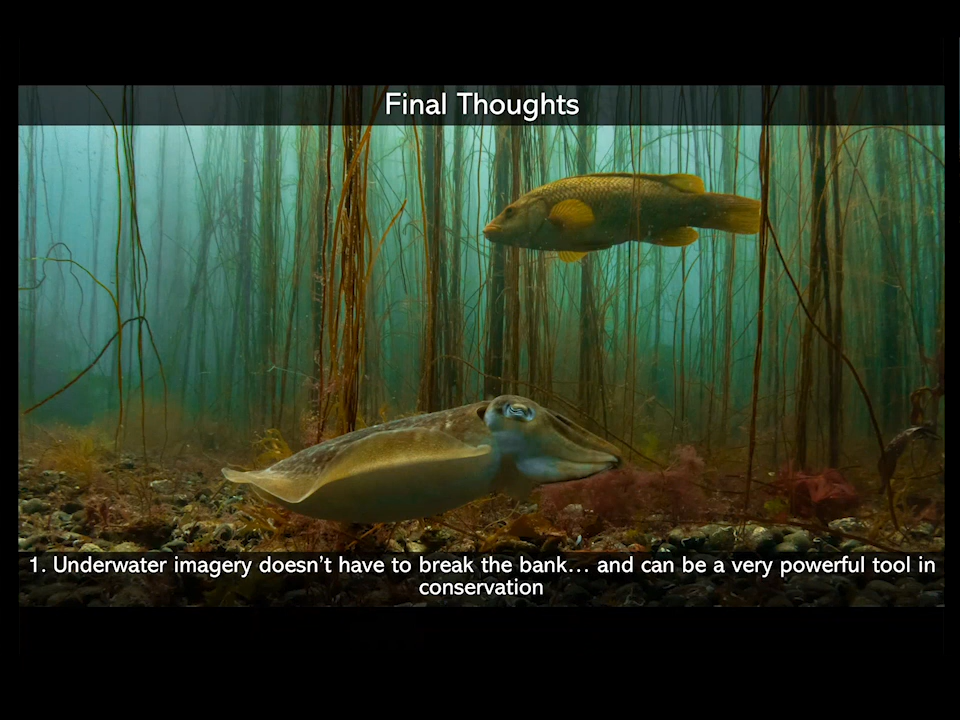 Final Thoughts
1. Underwater imagery doesn’t have to break the bank… and can be a very powerful tool in
conservation